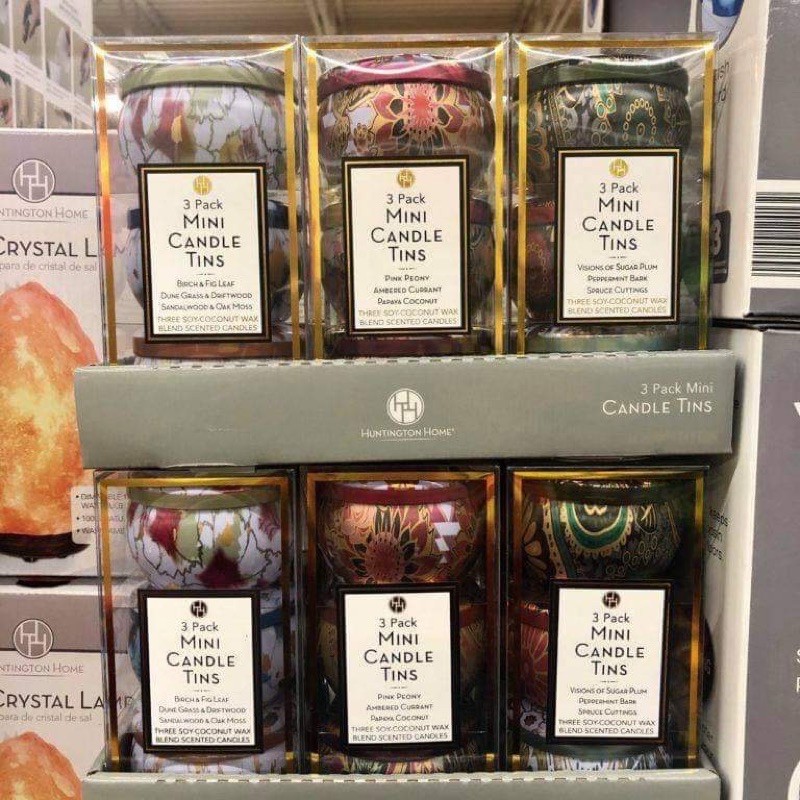 3 Pack
Mini
Candle
Tins
Birch & Fig Leaf
Dune Grass & Driftwood
Sandalwood & Oak Moss
Three Soy-Coconut Wax
Blend Scented Candles
3 Pack
Mini
Candle
Tins
Pink Peony
Ambered Currant
Papaya Coconut
Three Soy-Coconut Wax
Blend Scented Candles
3 Pack
Mini
Candle
Tins
Visions of Sugar Plum
Peppermint Bark
Spruce Cuttings
Three Soy-Coconut Wax
Blend Scented Candles
Huntington Home
3 Pack Mini
Candle Tins
3 Pack
Mini
Candle
Tins
Birch & Fig Leaf
Dune Grass & Driftwood
Sandalwood & Oak Moss
Three Soy-Coconut Wax
Blend Scented Candles
3 Pack
Mini
Candle
Tins
Pink Peony
Ambered Currant
Papaya Coconut
Three Soy-Coconut Wax
Blend Scented Candles
3 Pack
Mini
Candle
Tins
Visions of Sugar Plum
Peppermint Bark
Spruce Cuttings
Three Soy-Coconut Wax
Blend Scented Candles
Home
Crystal
para de cristal de sal
Home
Crystal
para de cristal de sal